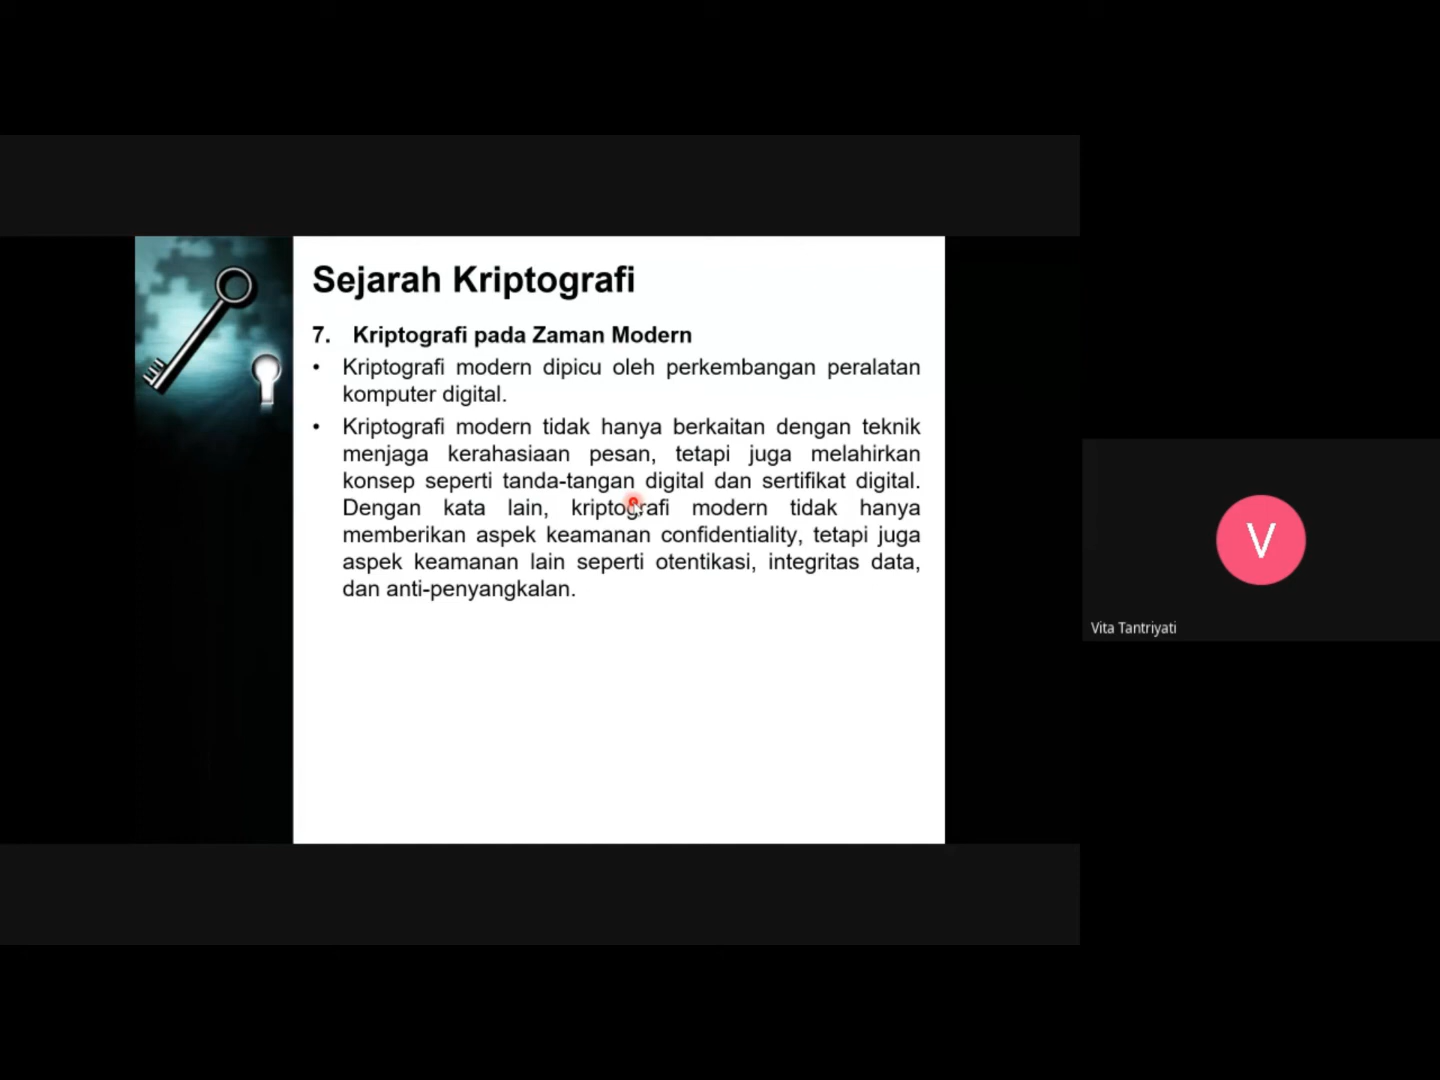 Sejarah Kriptografi
7. Kriptografi pada Zaman Modern
• Kriptografi modern dipicu oleh perkembangan peralatan
komputer digital.
• Kriptografi modern tidak hanya berkaitan dengan teknik
menjaga kerahasiaan pesan, tetapi juga melahirkan
konsep seperti tanda-tangan digital dan sertifikat digital.
Dengan kata lain, kriptografi modern tidak hanya
memberikan aspek keamanan confidentiality, tetapi juga
aspek keamanan lain seperti otentikasi, integritas data,
dan anti-penyangkalan.
V
Vita Tantriyati